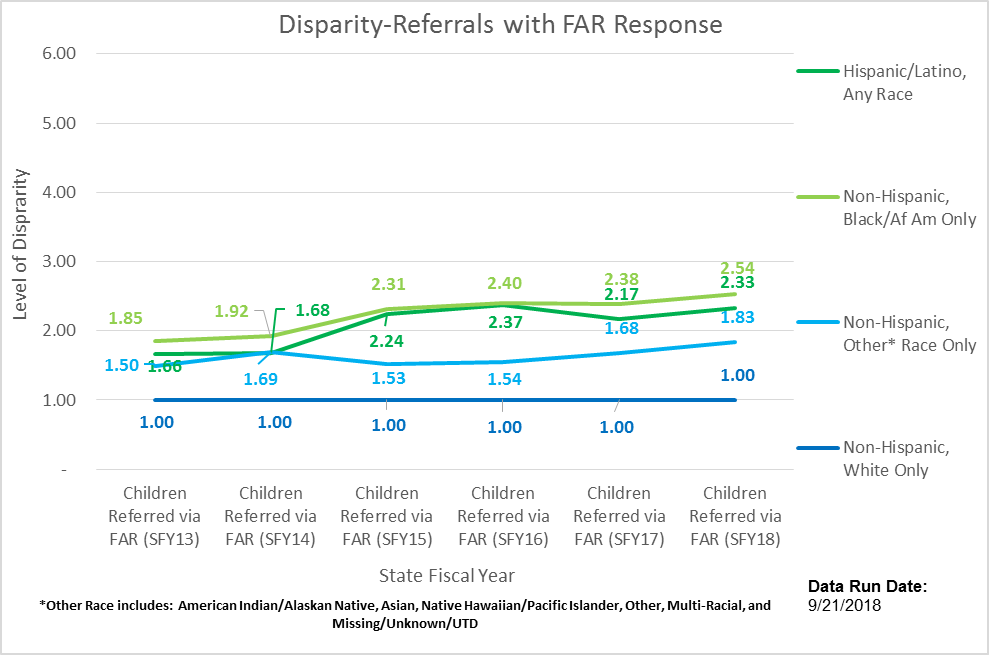 Disparity-Referrals with FAR Response
Level of Disprarity
6.00
5.00
4.00
3.00
2.00
1.00
-
1.85
1.92
2.31
2.40
2.38
2.54
1.66
1.68
2.24
2.37
2.17
2.33
1.50
1.69
1.53
1.54
1.68
1.83
1.00
1.00
1.00
1.00
1.00
1.00
Hispanic/Latino,
Any Race
Non-Hispanic,
Black/Af Am Only
Non-Hispanic,
Other* Race Only
Non-Hispanic,
White Only
Children
Referred via
FAR (SFY13)
Children
Referred via
FAR (SFY14)
Children
Referred via
FAR (SFY15)
Children
Referred via
FAR (SFY16)
Children
Referred via
FAR (SFY17)
Children
Referred via
FAR (SFY18)
State Fiscal Year
*Other Race includes: American Indian/Alaskan Native, Asian, Native Hawaiian/Pacific Islander, Other, Multi-Racial, and
Missing/Unknown/UTD
Data Run Date:
9/21/2018